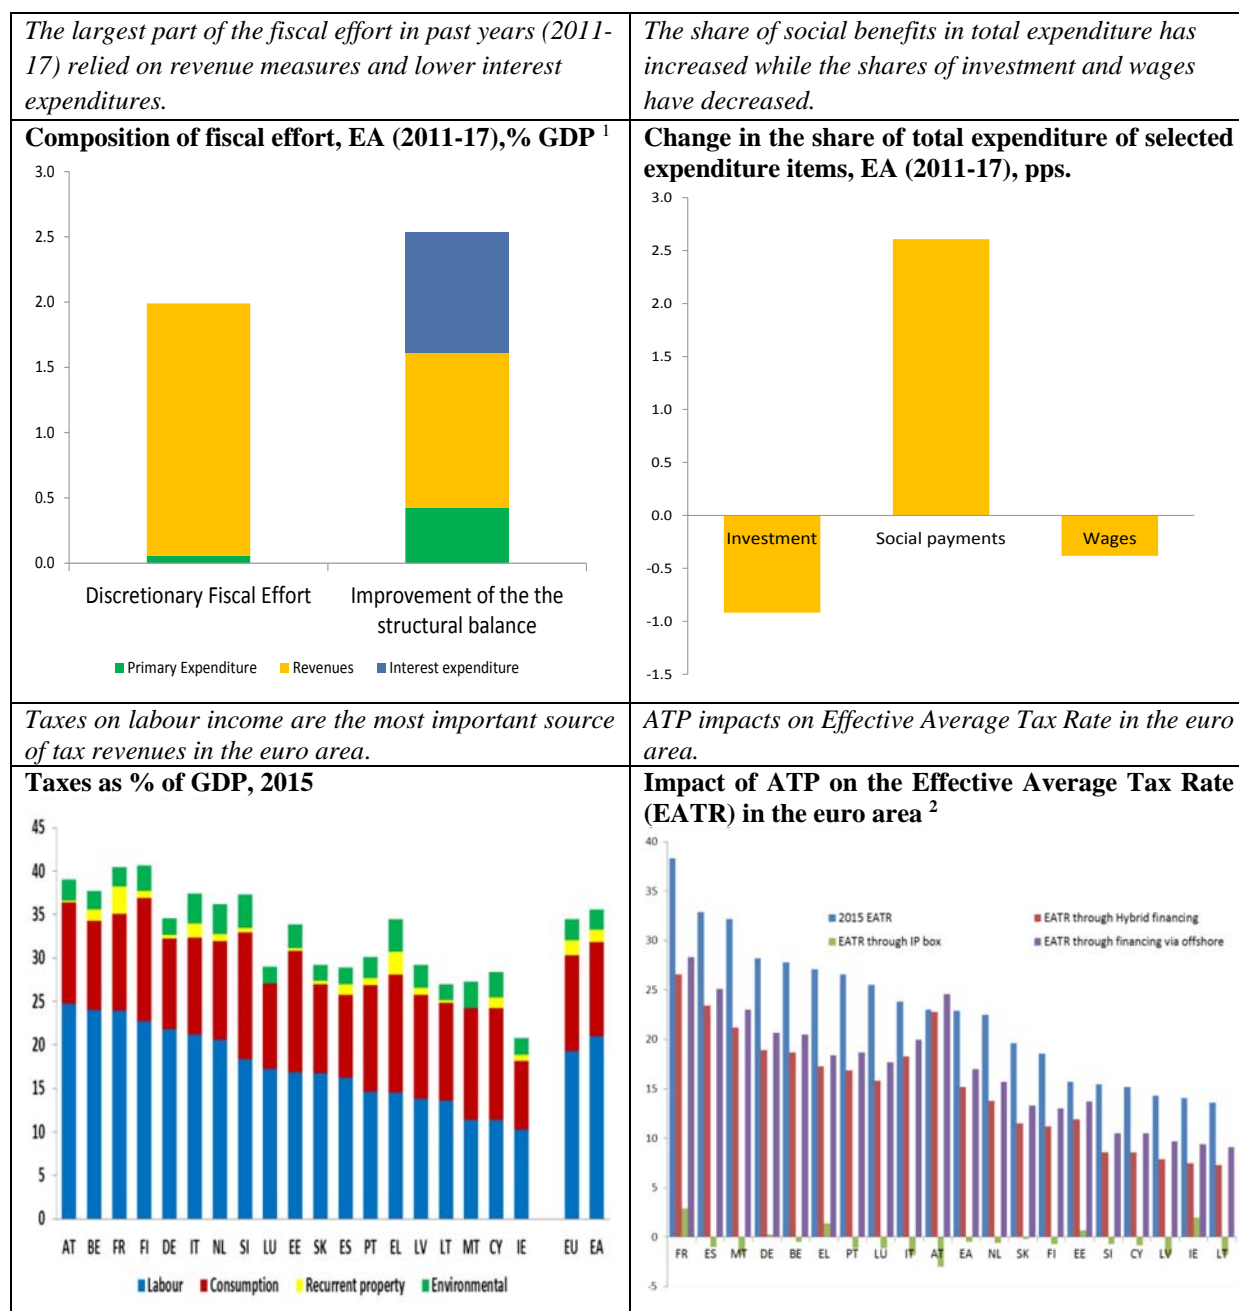 The largest part of the fiscal effort in past years (2011-
17) relied on revenue measures and lower interest
expenditures.
The share of social benefits in total expenditure has
increased while the shares of investment and wages
have decreased.
Composition of fiscal effort, EA (2011-17),% GDP 1
3.0
2.5
2.0
1.5
1.0
0.5
0.0
Discretionary Fiscal Effort
Improvement of the the
structural balance
Primary Expenditure Revenues Interest expenditure
Change in the share of total expenditure of selected
expenditure items, EA (2011-17), pps.
3.0
2.5
2.0
1.5
1.0
0.5
0.0
-0.5
-1.0
-1.5
Investment Social payments Wages
Taxes on labour income are the most important source
of tax revenues in the euro area.
ATP impacts on Effective Average Tax Rate in the euro
area.
Taxes as % of GDP, 2015
45
40
35
30
25
20
15
10
5
0
AT BE FR FI DE IT NL SI LU EE SK ES PT EL LV LT MT CY IE EU EA
Labour Consumption Recurrent property Environmental
Impact of ATP on the Effective Average Tax Rate
(EATR) in the euro area 2
40
35
30
25
20
15
10
5
0
-5
2015 EATR EATR through Hybrid financing
EATR through IP box EATR through financing via offshore
FR ES MT DE BE EL PT LU IT AT EA NL SK FI EE SI CY LV IE LT